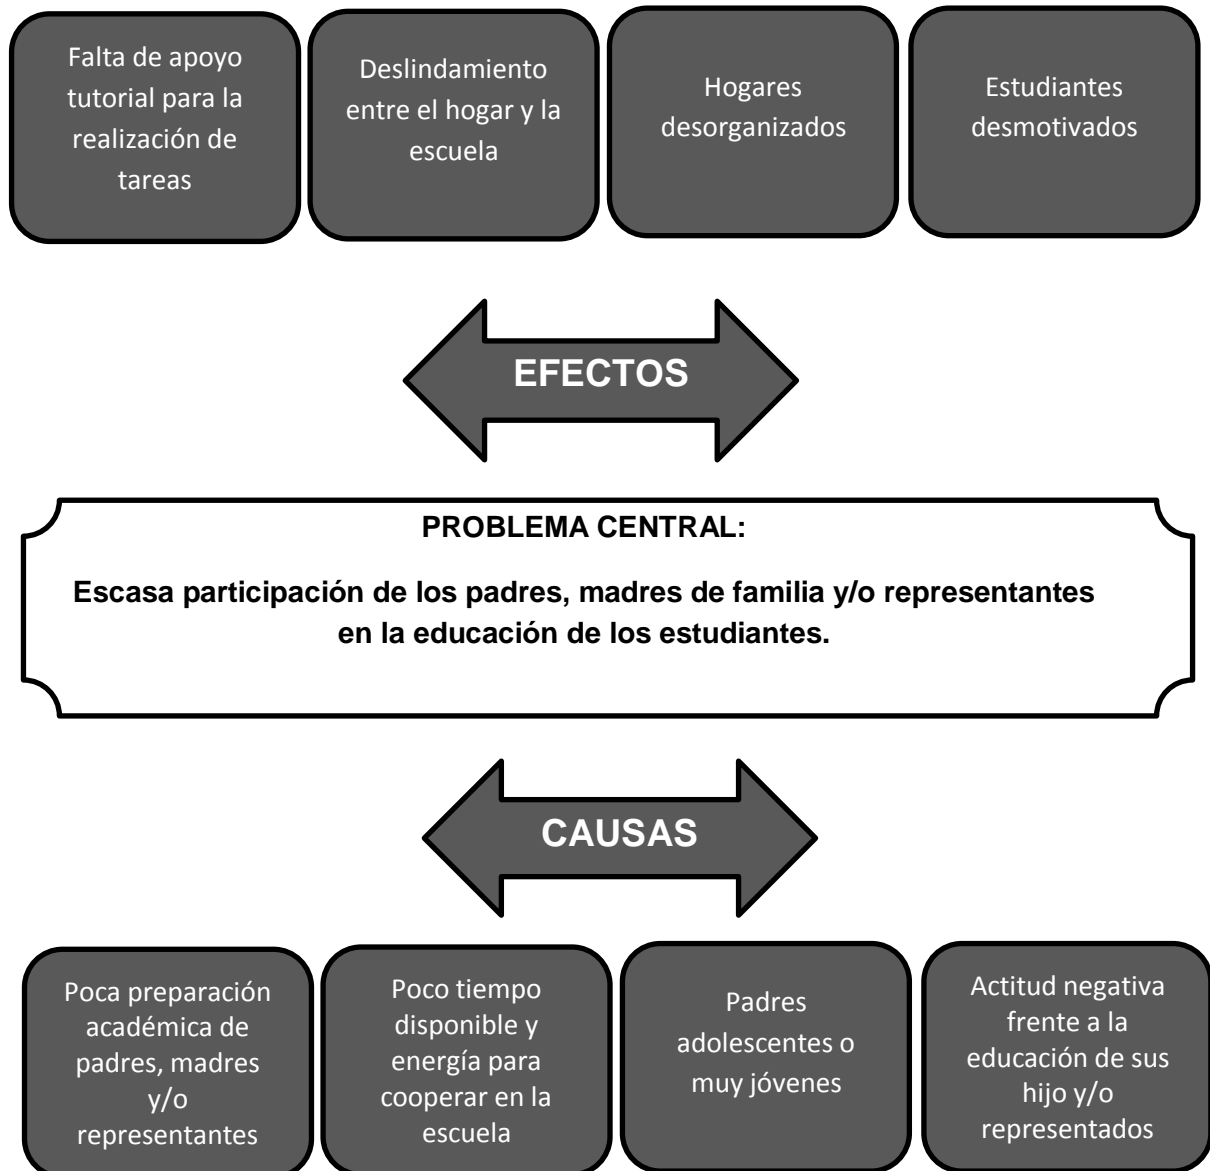 Falta de apoyo
tutorial para la
realización de
tareas
Deslindamiento
entre el hogar y la
escuela
Hogares
desorganizados
Estudiantes
desmotivados
EFECTOS
PROBLEMA CENTRAL:
Escasa participación de los padres, madres de familia y/o representantes
en la educación de los estudiantes.
CAUSAS
Poca preparación
académica de
padres, madres
y/o
representantes
Poco tiempo
disponible y
energía para
cooperar en la
escuela
Padres
adolescentes o
muy jóvenes
Actitud negativa
frente a la
educación de sus
hijo y/o
representados